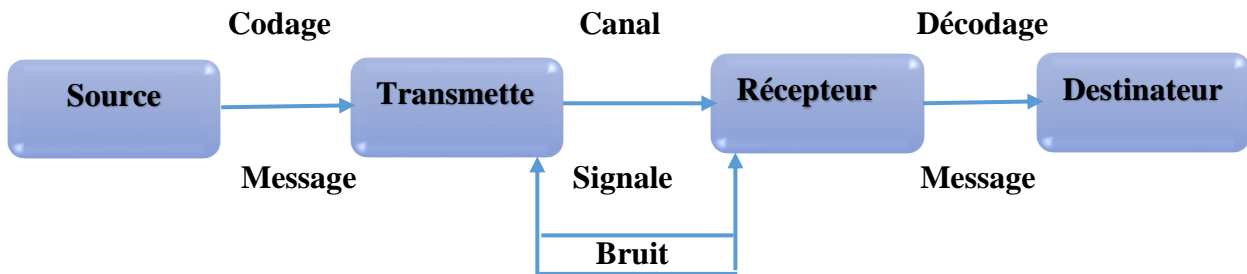 Codage Canal Décodage
Source Transmette Récepteur Destinateur
Message Signale Message
Bruit